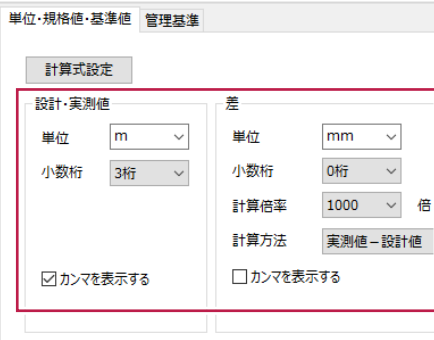 単位・規格値・基準値 管理基準
計算式設定
設計・実測値
単位 m
小数桁 3桁
カンマを表示する
差
単位 mm
小数桁 0桁
計算倍率 1000 倍
計算方法 実測値－設計値
カンマを表示する